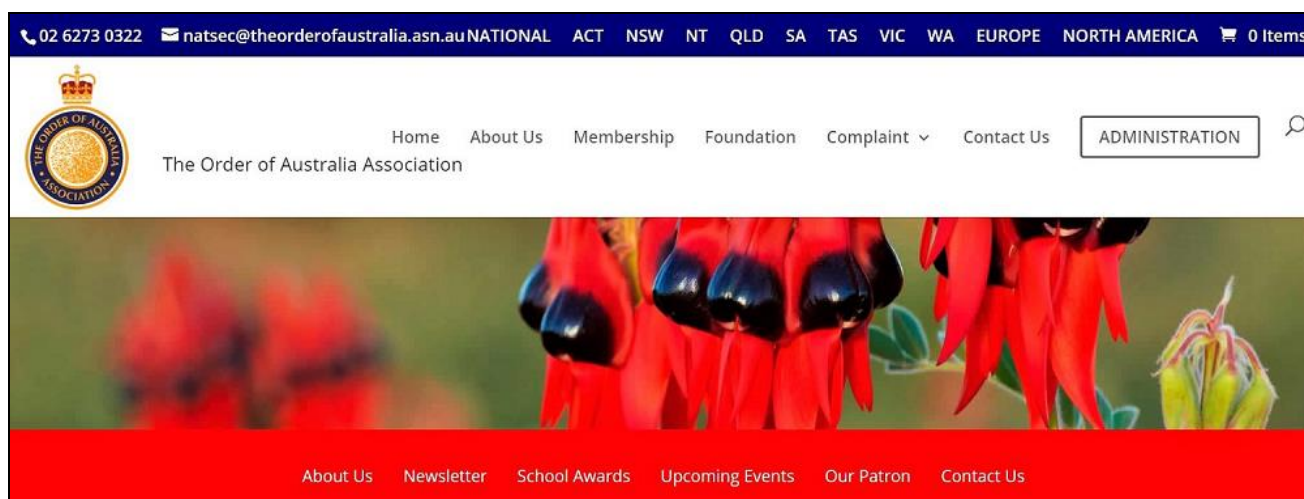 02 6273 0322 natsec@theorderofaustralia.asn.au NATIONAL ACT NSW NT QLD SA TAS VIC WA EUROPE NORTH AMERICA 0 Items
THE ORDER OF AUSTRALIA
ASSOCIATION
Home About Us Membership Foundation Complaint Contact Us ADMINISTRATION
The Order of Australia Association
About Us Newsletter School Awards Upcoming Events Our Patron Contact Us